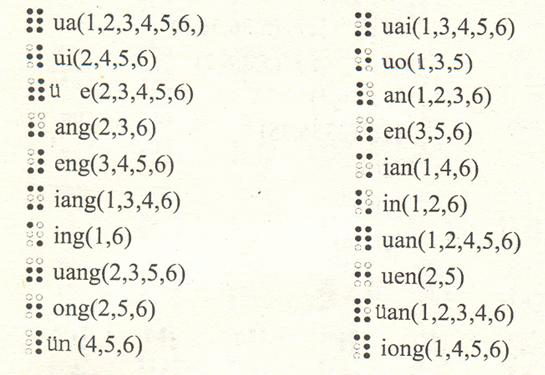 ua(1,2,3,4,5,6,) uai(1,3,4,5,6)
ui(2,4,5,6) uo(1,3,5)
ü e(2,3,4,5,6) an(1,2,3,6)
ang(2,3,6) en(3,5,6)
eng(3,4,5,6) ian(1,4,6)
iang(1,3,4,6) in(1,2,6)
ing(1,6) uan(1,2,4,5,6)
uang(2,3,5,6) uen(2,5)
ong(2,5,6) üan(1,2,3,4,6)
ün (4,5,6) iong(1,4,5,6)